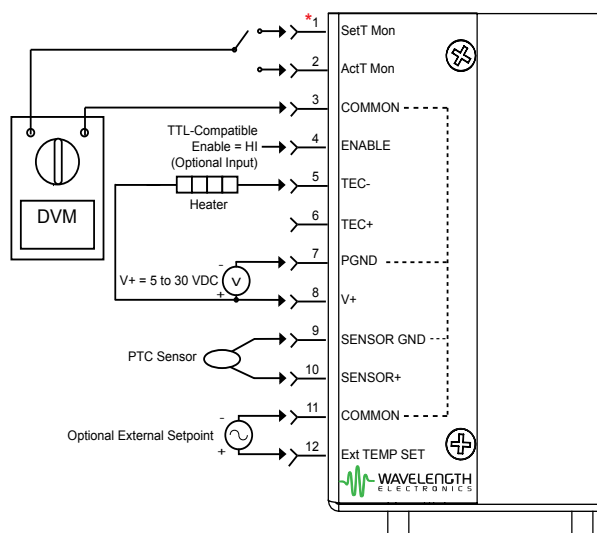 *1 SetT Mon
2 ActT Mon
3 COMMON
TTL-Compatible
Enable = HI
(Optional Input)
4 ENABLE
5 TEC-
Heater
6 TEC+
DVM
7 PGND
-
V+ = 5 to 30 VDC
V
+
8 V+
9 SENSOR GND
PTC Sensor
10 SENSOR+
11 COMMON
-
Optional External Setpoint
+
12 Ext TEMP SET
WAVELENGTH
ELECTRONICS